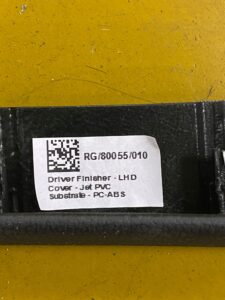 RG/80055/010
Driver Finisher - LHD
Cover - Jet PVC
Substrate - PC-ABS